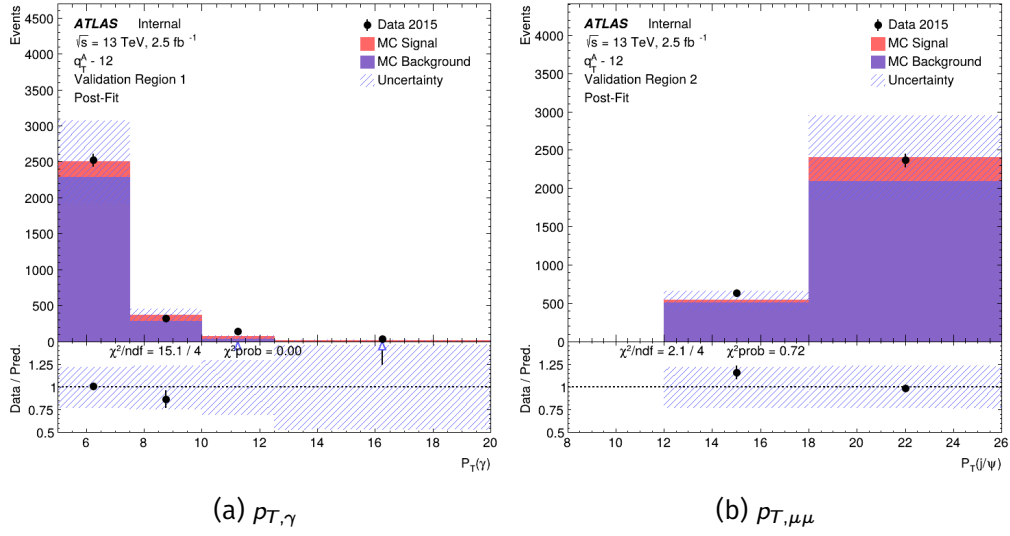 Events
4500
4000
3500
3000
2500
2000
1500
1000
500
0
ATLAS Internal
√s = 13 TeV, 2.5 fb⁻¹
q_T^A - 12
Validation Region 1
Post-Fit
Data 2015
MC Signal
MC Background
Uncertainty
χ²/ndf = 15.1 / 4 χ²prob = 0.00
Data / Pred.
1.25
1
0.75
0.5
6 8 10 12 14 16 18 20
P_T(γ)
(a) p_T,γ
Events
4000
3500
3000
2500
2000
1500
1000
500
0
ATLAS Internal
√s = 13 TeV, 2.5 fb⁻¹
q_T^A - 12
Validation Region 2
Post-Fit
Data 2015
MC Signal
MC Background
Uncertainty
χ²/ndf = 2.1 / 4 χ²prob = 0.72
Data / Pred.
1.25
1
0.75
0.5
8 10 12 14 16 18 20 22 24 26
P_T(j/ψ)
(b) p_T,μμ